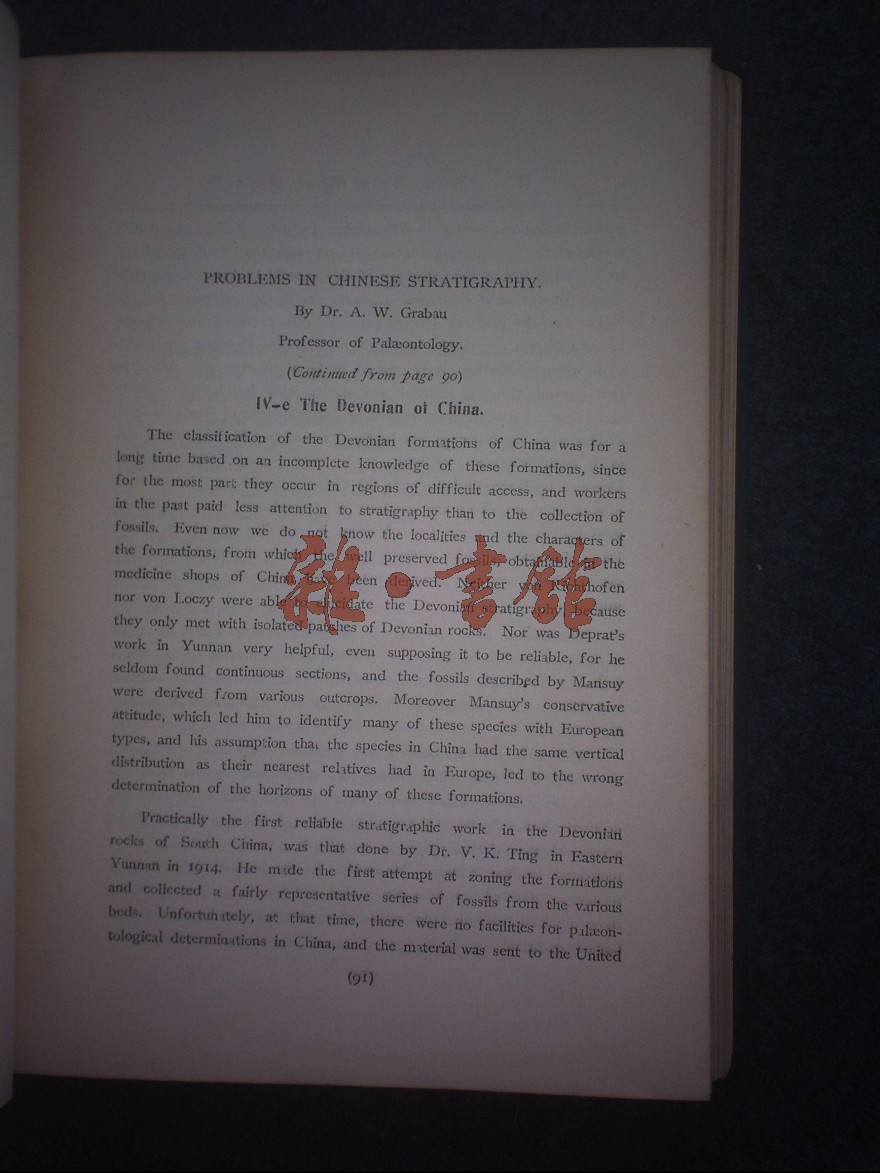 PROBLEMS IN CHINESE STRATIGRAPHY.
By Dr. A. W. Grabau
Professor of Palæontology.
(Continued from page 90)
IV-e The Devonian of China.
The classification of the Devonian formations of China was for a
long time based on an incomplete knowledge of these formations, since
for the most part they occur in regions of difficult access, and workers
in the past paid less attention to stratigraphy than to the collection of
fossils. Even now we do not know the localities and the characters of
the formations, from which the well preserved fossils, obtainable in the
medicine shops of China, have been derived. Neither von Richthofen
nor von Loczy were able to elucidate the Devonian stratigraphy, because
they only met with isolated patches of Devonian rocks. Nor was Deprat's
work in Yunnan very helpful, even supposing it to be reliable, for he
seldom found continuous sections, and the fossils described by Mansuy
were derived from various outcrops. Moreover Mansuy's conservative
attitude, which led him to identify many of these species with European
types, and his assumption that the species in China had the same vertical
distribution as their nearest relatives had in Europe, led to the wrong
determination of the horizons of many of these formations.
Practically the first reliable stratigraphic work in the Devonian
rocks of South China, was that done by Dr. V. K. Ting in Eastern
Yunnan in 1914. He made the first attempt at zoning the formations
and collected a fairly representative series of fossils from the various
beds. Unfortunately, at that time, there were no facilities for palæon-
tological determinations in China, and the material was sent to the United
(91)
雜·書館